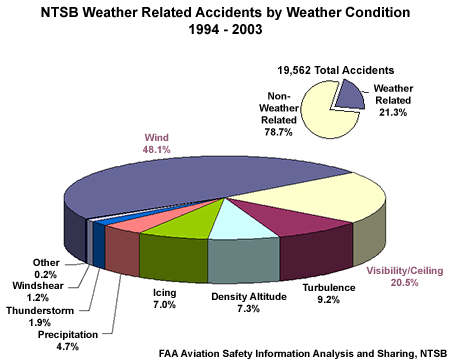 NTSB Weather Related Accidents by Weather Condition
1994 - 2003
19,562 Total Accidents
Non-
Weather
Related
78.7%
Weather
Related
21.3%
Wind
48.1%
Other
0.2%
Windshear
1.2%
Thunderstorm
1.9%
Precipitation
4.7%
Icing
7.0%
Density Altitude
7.3%
Turbulence
9.2%
Visibility/Ceiling
20.5%
FAA Aviation Safety Information Analysis and Sharing, NTSB